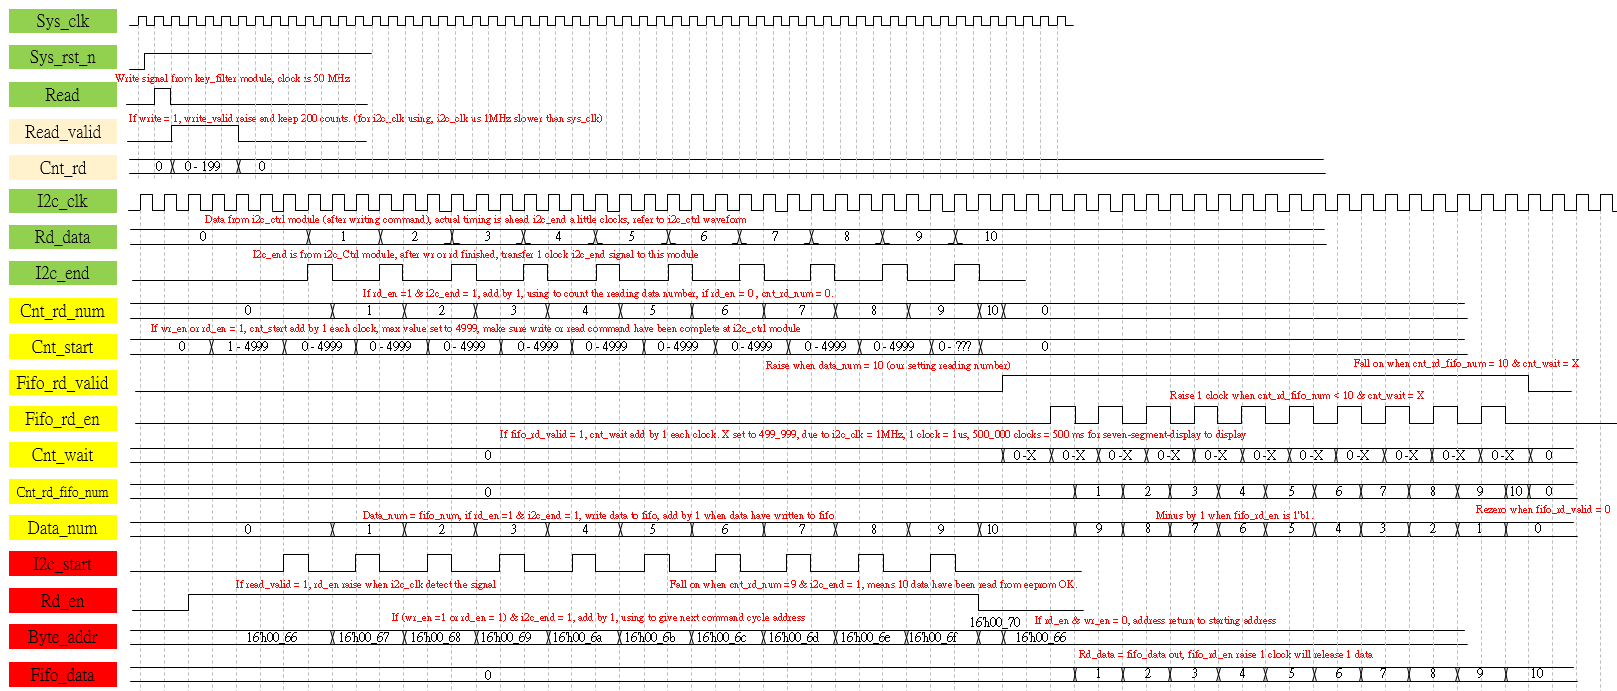 Sys_clk
Sys_rst_n
Write signal from key_filter module, clock is 50 MHz
Read
If write = 1, write_valid raise and keep 200 counts. (for i2c_clk using, i2c_clk us 1MHz slower than sys_clk)
Read_valid
Cnt_rd 0 0 - 199 0
I2c_clk
Data from i2c_ctrl module (after writing command), actual timing is ahead i2c_end a little clocks, refer to i2c_ctrl waveform
Rd_data 0 1 2 3 4 5 6 7 8 9 10
I2c_end is from i2c_Ctrl module, after wr or rd finished, transfer 1 clock i2c_end signal to this module
I2c_end
If rd_en =1 & i2c_end = 1, add by 1, using to count the reading data number, if rd_en = 0 , cnt_rd_num = 0.
Cnt_rd_num 0 1 2 3 4 5 6 7 8 9 10 0
If wr_en or rd_en = 1, cnt_start add by 1 each clock, max value set to 4999, make sure write or read command have been complete at i2c_ctrl module
Cnt_start 0 1 - 4999 0 - 4999 0 - 4999 0 - 4999 0 - 4999 0 - 4999 0 - 4999 0 - 4999 0 - 4999 0 - 4999 0 - ??? 0
Raise when data_num = 10 (our setting reading number) Fall on when cnt_rd_fifo_num = 10 & cnt_wait = X
Fifo_rd_valid
Raise 1 clock when cnt_rd_fifo_num < 10 & cnt_wait = X
Fifo_rd_en
If fifo_rd_valid = 1, cnt_wait add by 1 each clock. X set to 499_999, due to i2c_clk = 1MHz, 1 clock = 1us, 500_000 clocks = 500 ms for seven-segment-display to display
Cnt_wait 0 0 -X 0 -X 0 -X 0 -X 0 -X 0 -X 0 -X 0 -X 0 -X 0 -X 0 -X 0
Cnt_rd_fifo_num 0 1 2 3 4 5 6 7 8 9 10 0
Data_num = fifo_num, if rd_en =1 & i2c_end = 1, write data to fifo, add by 1 when data have written to fifo. Minus by 1 when fifo_rd_en is 1'b1. Rezero when fifo_rd_valid = 0
Data_num 0 1 2 3 4 5 6 7 8 9 10 9 8 7 6 5 4 3 2 1 0
I2c_start
If read_valid = 1, rd_en raise when i2c_clk detect the signal Fall on when cnt_rd_num =9 & i2c_end = 1, means 10 data have been read from eeprom OK.
Rd_en
If (wr_en =1 or rd_en = 1) & i2c_end = 1, add by 1, using to give next command cycle address 16'h00_70 If rd_en & wr_en = 0, address return to starting address
Byte_addr 16'h00_66 16'h00_67 16'h00_68 16'h00_69 16'h00_6a 16'h00_6b 16'h00_6c 16'h00_6d 16'h00_6e 16'h00_6f 16'h00_66
Rd_data = fifo_data out, fifo_rd_en raise 1 clock will release 1 data
Fifo_data 0 1 2 3 4 5 6 7 8 9 10